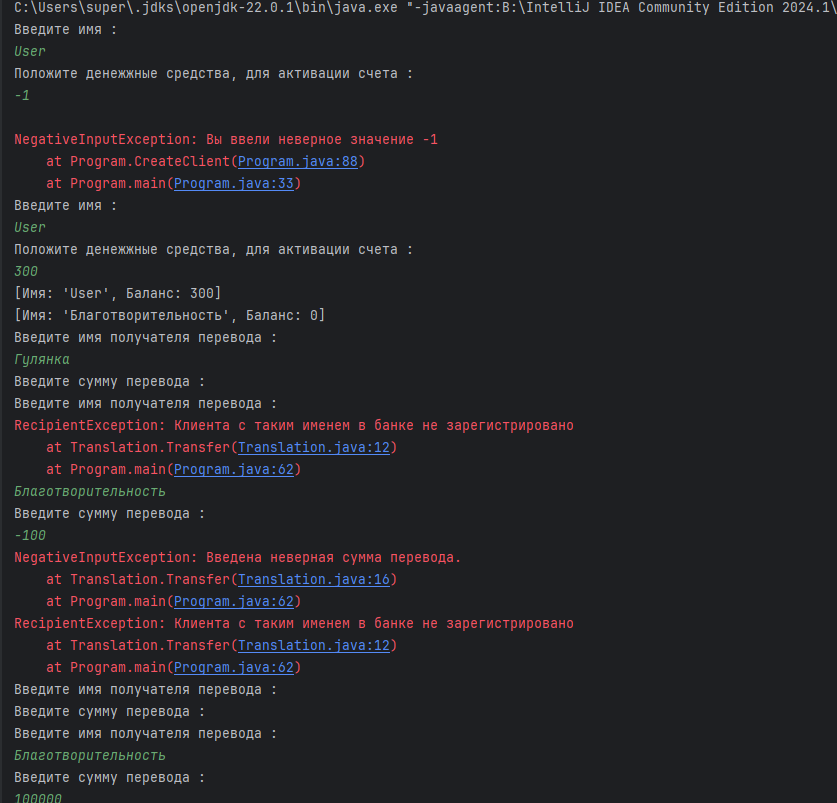 C:\Users\super\.jdks\openjdk-22.0.1\bin\java.exe "-javaagent:B:\IntelliJ IDEA Community Edition 2024.1\
Введите имя :
User
Положите денежжные средства, для активации счета :
-1
NegativeInputException: Вы ввели неверное значение -1
at Program.CreateClient(Program.java:88)
at Program.main(Program.java:33)
Введите имя :
User
Положите денежжные средства, для активации счета :
300
[Имя: 'User', Баланс: 300]
[Имя: 'Благотворительность', Баланс: 0]
Введите имя получателя перевода :
Гулянка
Введите сумму перевода :
Введите имя получателя перевода :
RecipientException: Клиента с таким именем в банке не зарегистрировано
at Translation.Transfer(Translation.java:12)
at Program.main(Program.java:62)
Благотворительность
Введите сумму перевода :
-100
NegativeInputException: Введена неверная сумма перевода.
at Translation.Transfer(Translation.java:16)
at Program.main(Program.java:62)
RecipientException: Клиента с таким именем в банке не зарегистрировано
at Translation.Transfer(Translation.java:12)
at Program.main(Program.java:62)
Введите имя получателя перевода :
Введите сумму перевода :
Введите имя получателя перевода :
Благотворительность
Введите сумму перевода :
100000